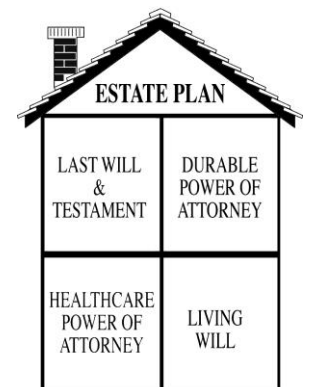 ESTATE PLAN
LAST WILL
&
TESTAMENT
DURABLE
POWER OF
ATTORNEY
HEALTHCARE
POWER OF
ATTORNEY
LIVING
WILL